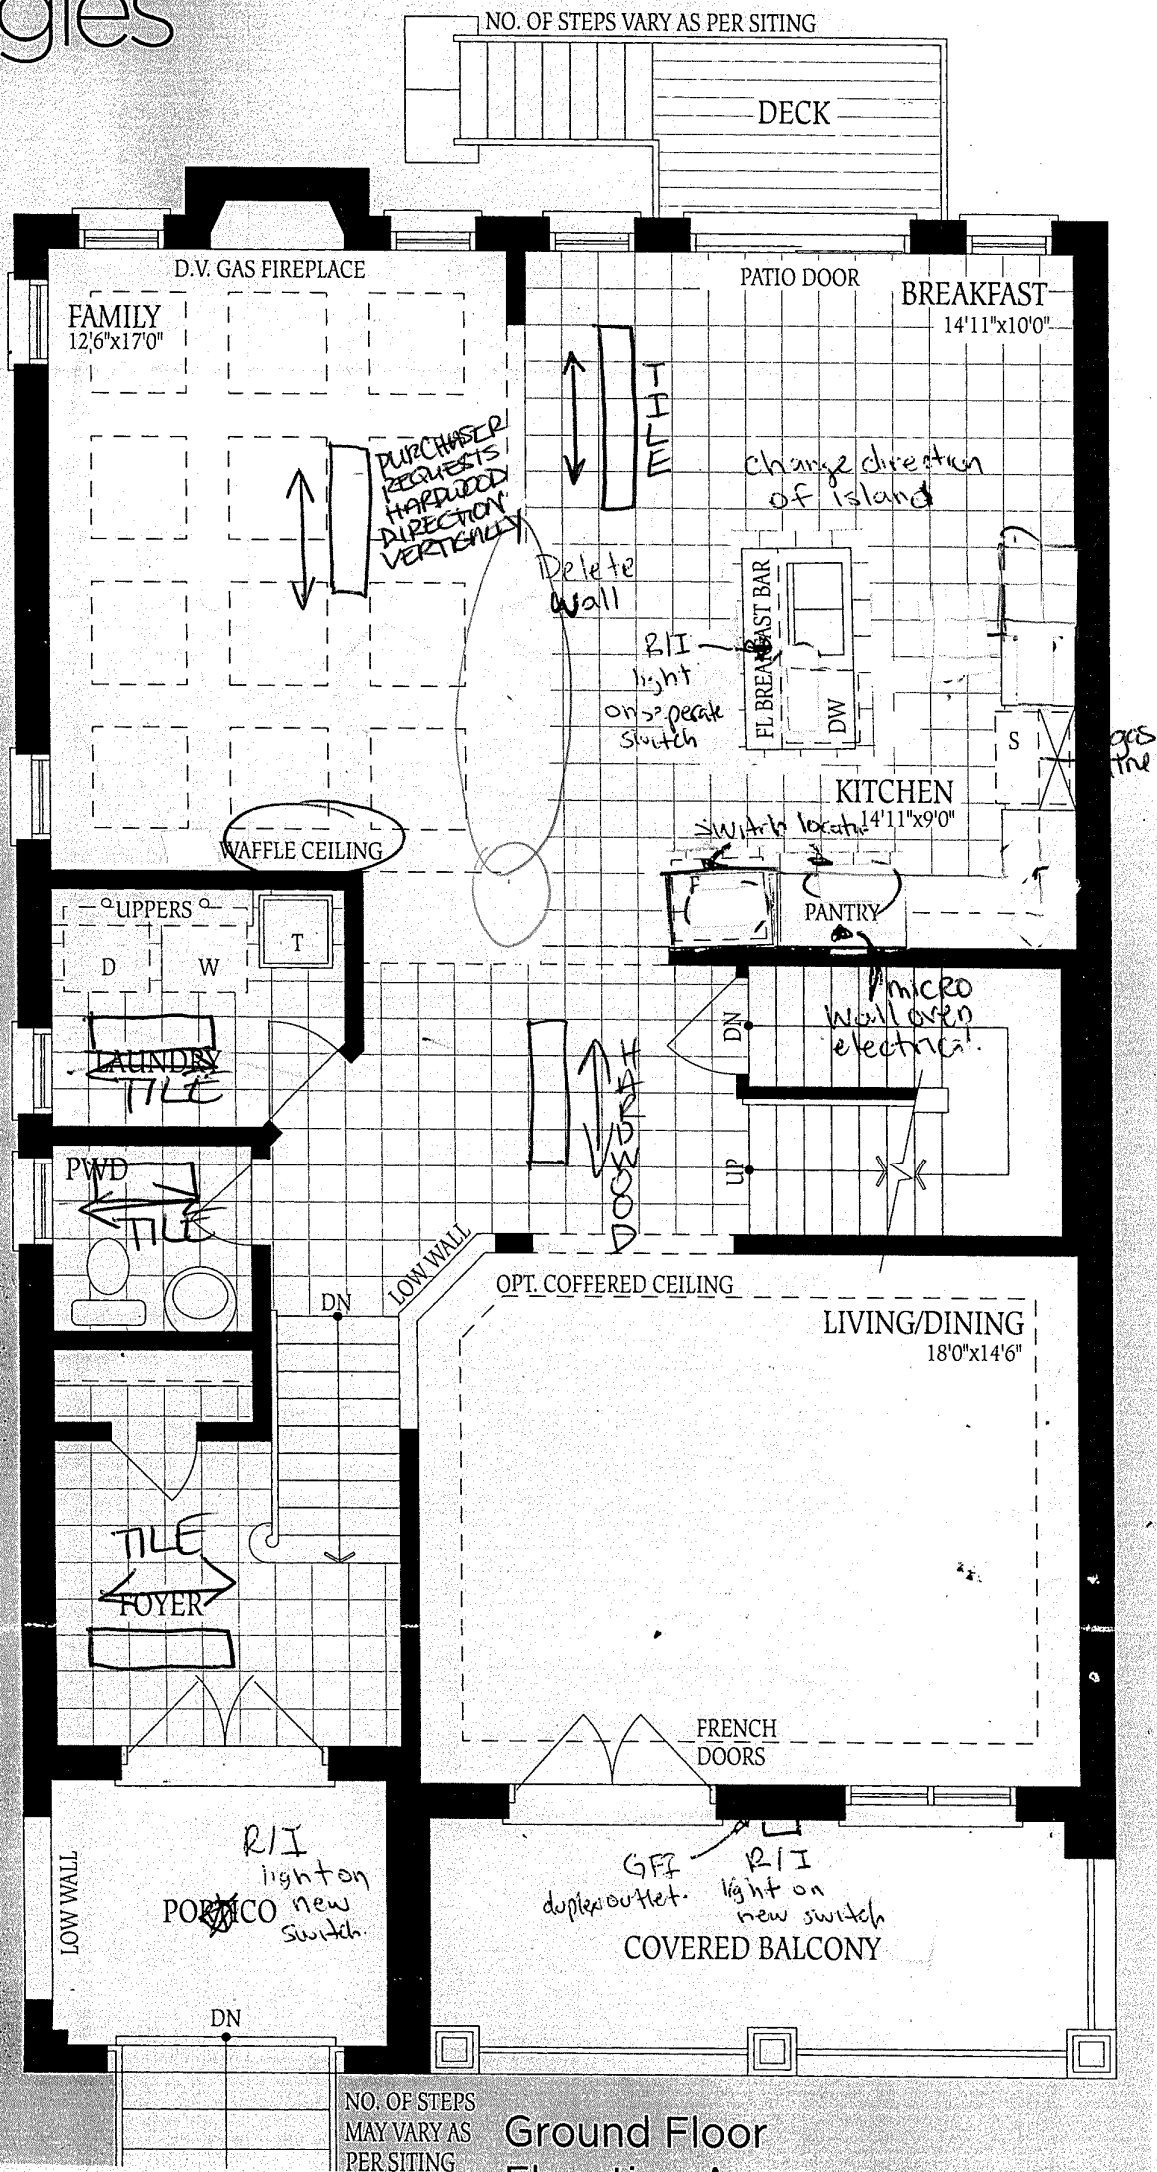 gles
NO. OF STEPS VARY AS PER SITING
DECK
D.V. GAS FIREPLACE
PATIO DOOR
FAMILY
12'6"x17'0"
BREAKFAST
14'11"x10'0"
TILE
PURCHASER
REQUESTS
HARDWOOD
DIRECTION
VERTICALLY
Change direction
of island
Delete
Wall
R/I
light
on seperate
switch
FL BREAKFAST BAR
DW
S
gas
line
KITCHEN
14'11"x9'0"
switch locatn
WAFFLE CEILING
F
PANTRY
UPPERS
D
W
T
micro
Wall oven
electrical.
LAUNDRY
TILE
HARDWOOD
DN
UP
PWD
TILE
LOW WALL
DN
OPT. COFFERED CEILING
LIVING/DINING
18'0"x14'6"
TILE
FOYER
FRENCH
DOORS
R/I
light on
new
switch.
PORTICO
LOW WALL
GFI
duplex outlet.
R/I
light on
new switch
COVERED BALCONY
DN
NO. OF STEPS
MAY VARY AS
PER SITING
Ground Floor